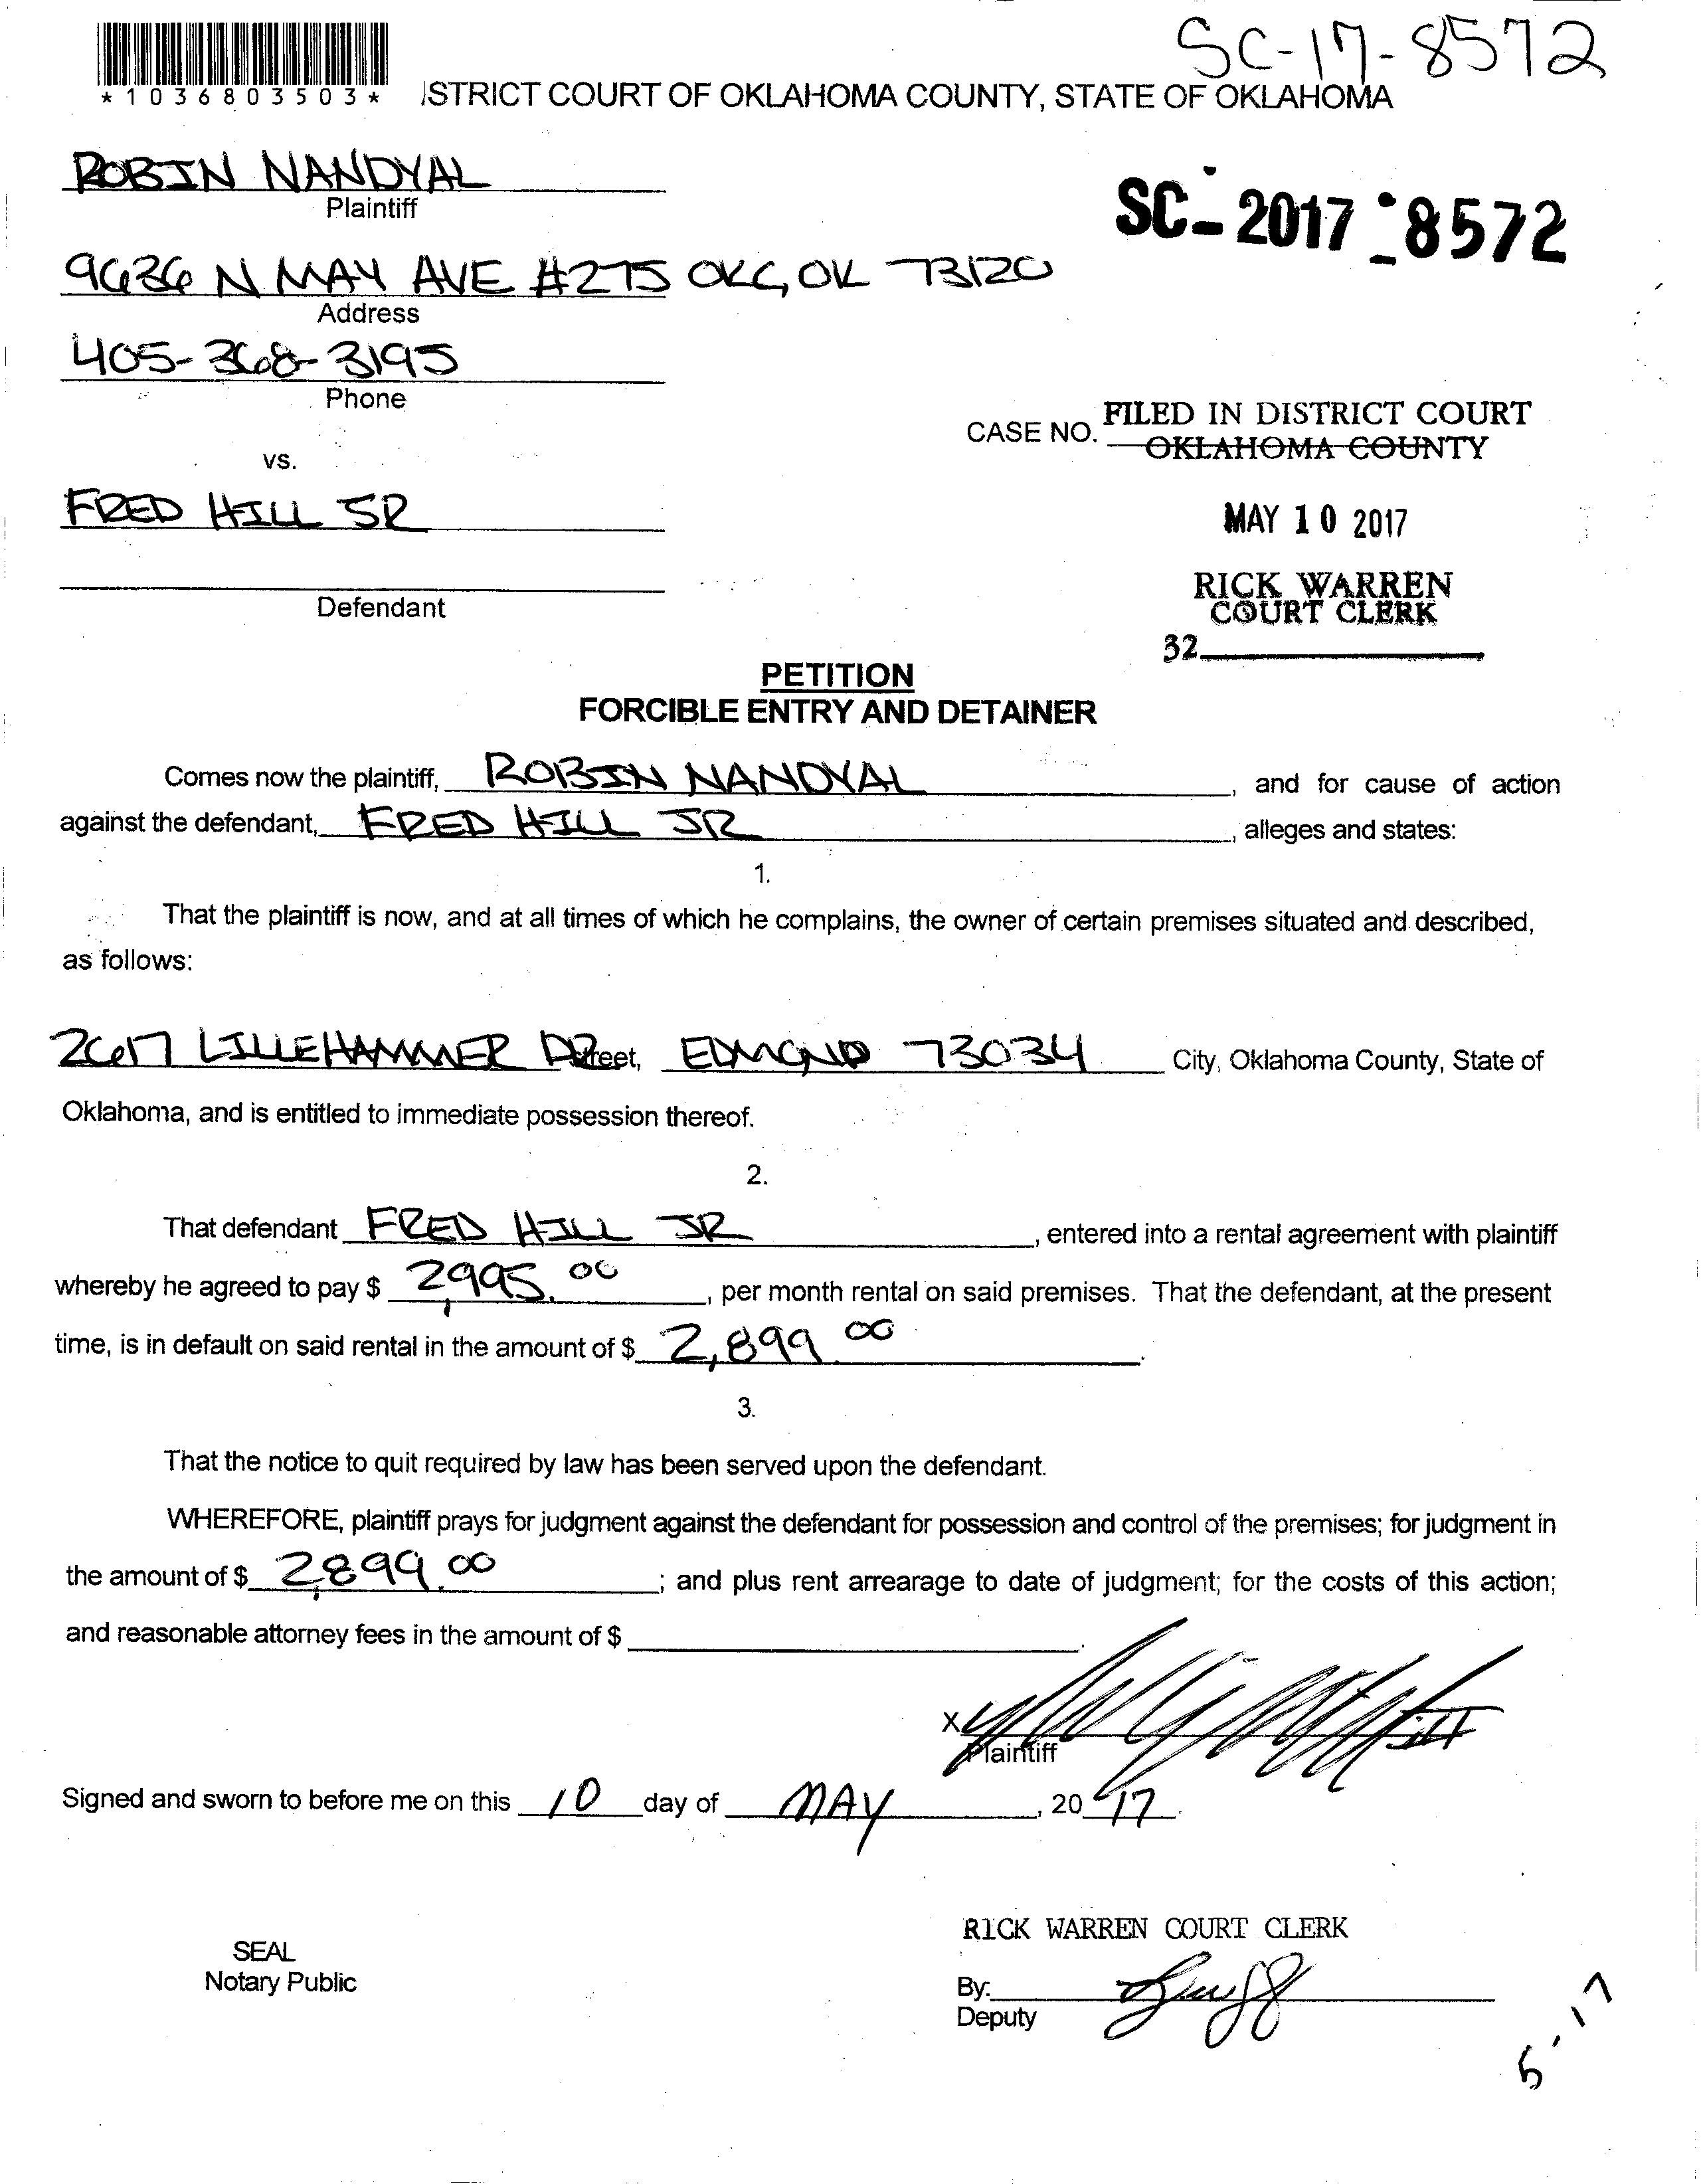 SC-17-8572
*1036803503*
ISTRICT COURT OF OKLAHOMA COUNTY, STATE OF OKLAHOMA
ROBIN NANDYAL
Plaintiff
SC-2017-8572
9636 N MAY AVE #275 OKC, OK 73120
Address
405-368-3195
Phone
CASE NO. FILED IN DISTRICT COURT
OKLAHOMA COUNTY
vs.
FRED HILL JR
MAY 10 2017
Defendant
RICK WARREN
COURT CLERK
32
PETITION
FORCIBLE ENTRY AND DETAINER
Comes now the plaintiff, ROBIN NANDYAL, and for cause of action
against the defendant, FRED HILL JR, alleges and states:
1.
That the plaintiff is now, and at all times of which he complains, the owner of certain premises situated and described,
as follows:
2617 LILLEHAMMER DR Street, EDMOND 73034 City, Oklahoma County, State of
Oklahoma, and is entitled to immediate possession thereof.
2.
That defendant FRED HILL JR, entered into a rental agreement with plaintiff
whereby he agreed to pay $ 2,995.00, per month rental on said premises. That the defendant, at the present
time, is in default on said rental in the amount of $ 2,899.00.
3.
That the notice to quit required by law has been served upon the defendant.
WHEREFORE, plaintiff prays for judgment against the defendant for possession and control of the premises; for judgment in
the amount of $ 2,899.00; and plus rent arrearage to date of judgment; for the costs of this action;
and reasonable attorney fees in the amount of $
X
Plaintiff
Signed and sworn to before me on this 10 day of MAY, 2017.
RICK WARREN COURT CLERK
SEAL
Notary Public
By:
Deputy
5-17